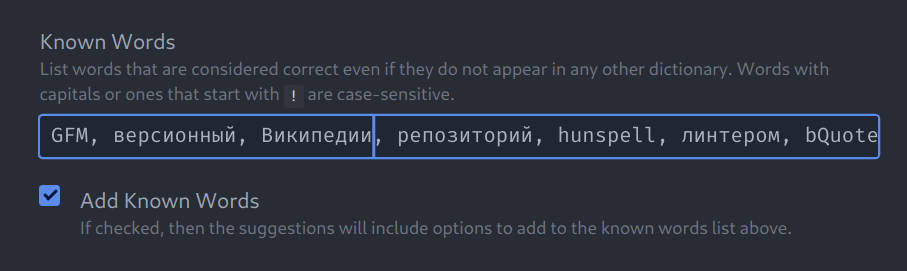 Known Words
List words that are considered correct even if they do not appear in any other dictionary. Words with
capitals or ones that start with ! are case-sensitive.
GFM, версионный, Википедии, репозиторий, hunspell, линтером, bQuote
Add Known Words
If checked, then the suggestions will include options to add to the known words list above.